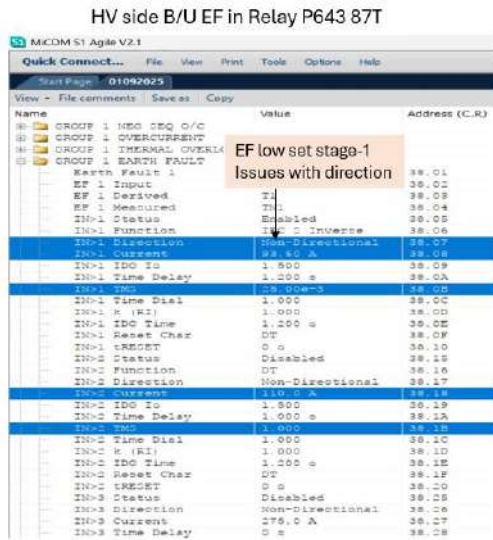 HV side B/U EF in Relay P643 87T
S1 MiCOM S1 Agile V2.1
Quick Connect... File View Print Tools Options Help
Start Page 01092025
View - File comments Save as Copy
Name Value Address (C.R)
GROUP 1 NEG SEQ O/C
GROUP 1 OVERCURRENT
GROUP 1 THERMAL OVERL
GROUP 1 EARTH FAULT
EF low set stage-1
Issues with direction
Earth Fault 1 38.01
EF 1 Input 38.02
EF 1 Derived T1 38.03
EF 1 Measured TN1 38.04
IN>1 Status Enabled 38.05
IN>1 Function IEC S Inverse 38.06
IN>1 Direction Non-Directional 38.07
IN>1 Current 93.50 A 38.08
IN>1 IDG Is 1.500 38.09
IN>1 Time Delay 1.200 s 38.0A
IN>1 TMS 25.00e-3 38.0B
IN>1 Time Dial 1.000 38.0C
IN>1 k (RI) 1.000 38.0D
IN>1 IDG Time 1.200 s 38.0E
IN>1 Reset Char DT 38.0F
IN>1 tRESET 0 s 38.10
IN>2 Status Disabled 38.15
IN>2 Function DT 38.16
IN>2 Direction Non-Directional 38.17
IN>2 Current 110.0 A 38.18
IN>2 IDG Is 1.500 38.19
IN>2 Time Delay 1.000 s 38.1A
IN>2 TMS 1.000 38.1B
IN>2 Time Dial 1.000 38.1C
IN>2 k (RI) 1.000 38.1D
IN>2 IDG Time 1.200 s 38.1E
IN>2 Reset Char DT 38.1F
IN>2 tRESET 0 s 38.20
IN>3 Status Disabled 38.25
IN>3 Direction Non-Directional 38.26
IN>3 Current 275.0 A 38.27
IN>3 Time Delay 0 s 38.28